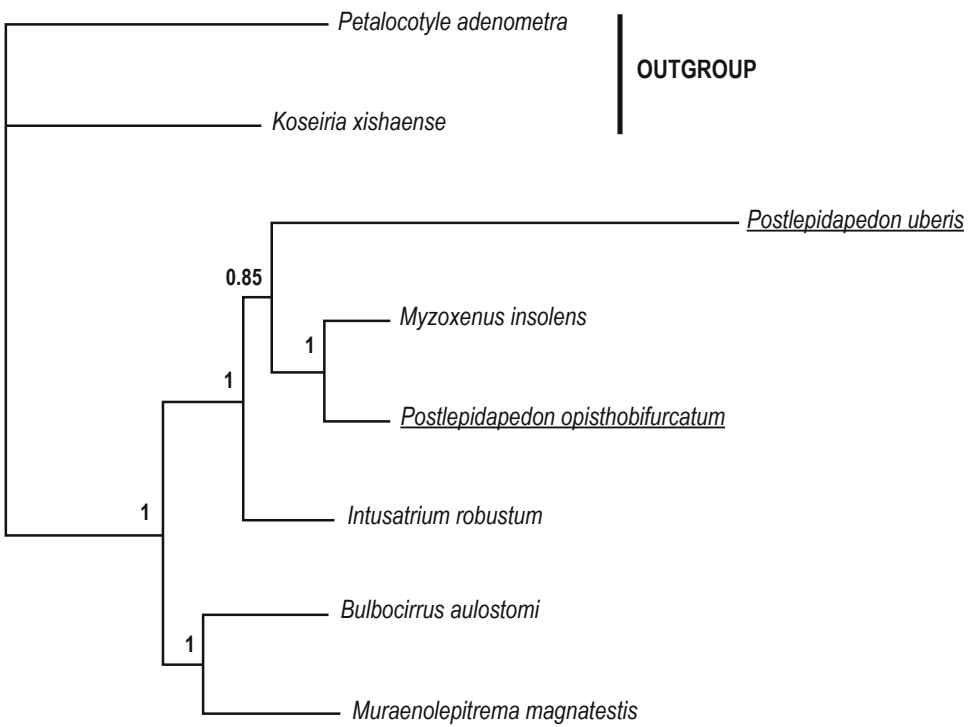 Petalocotyle adenometra
OUTGROUP
Koseiria xishaense
Postlepidapedon uberis
0.85
Myzoxenus insolens
1
1
Postlepidapedon opisthobifurcatum
1
Intusatrium robustum
Bulbocirrus aulostomi
1
Muraenolepitrema magnatestis